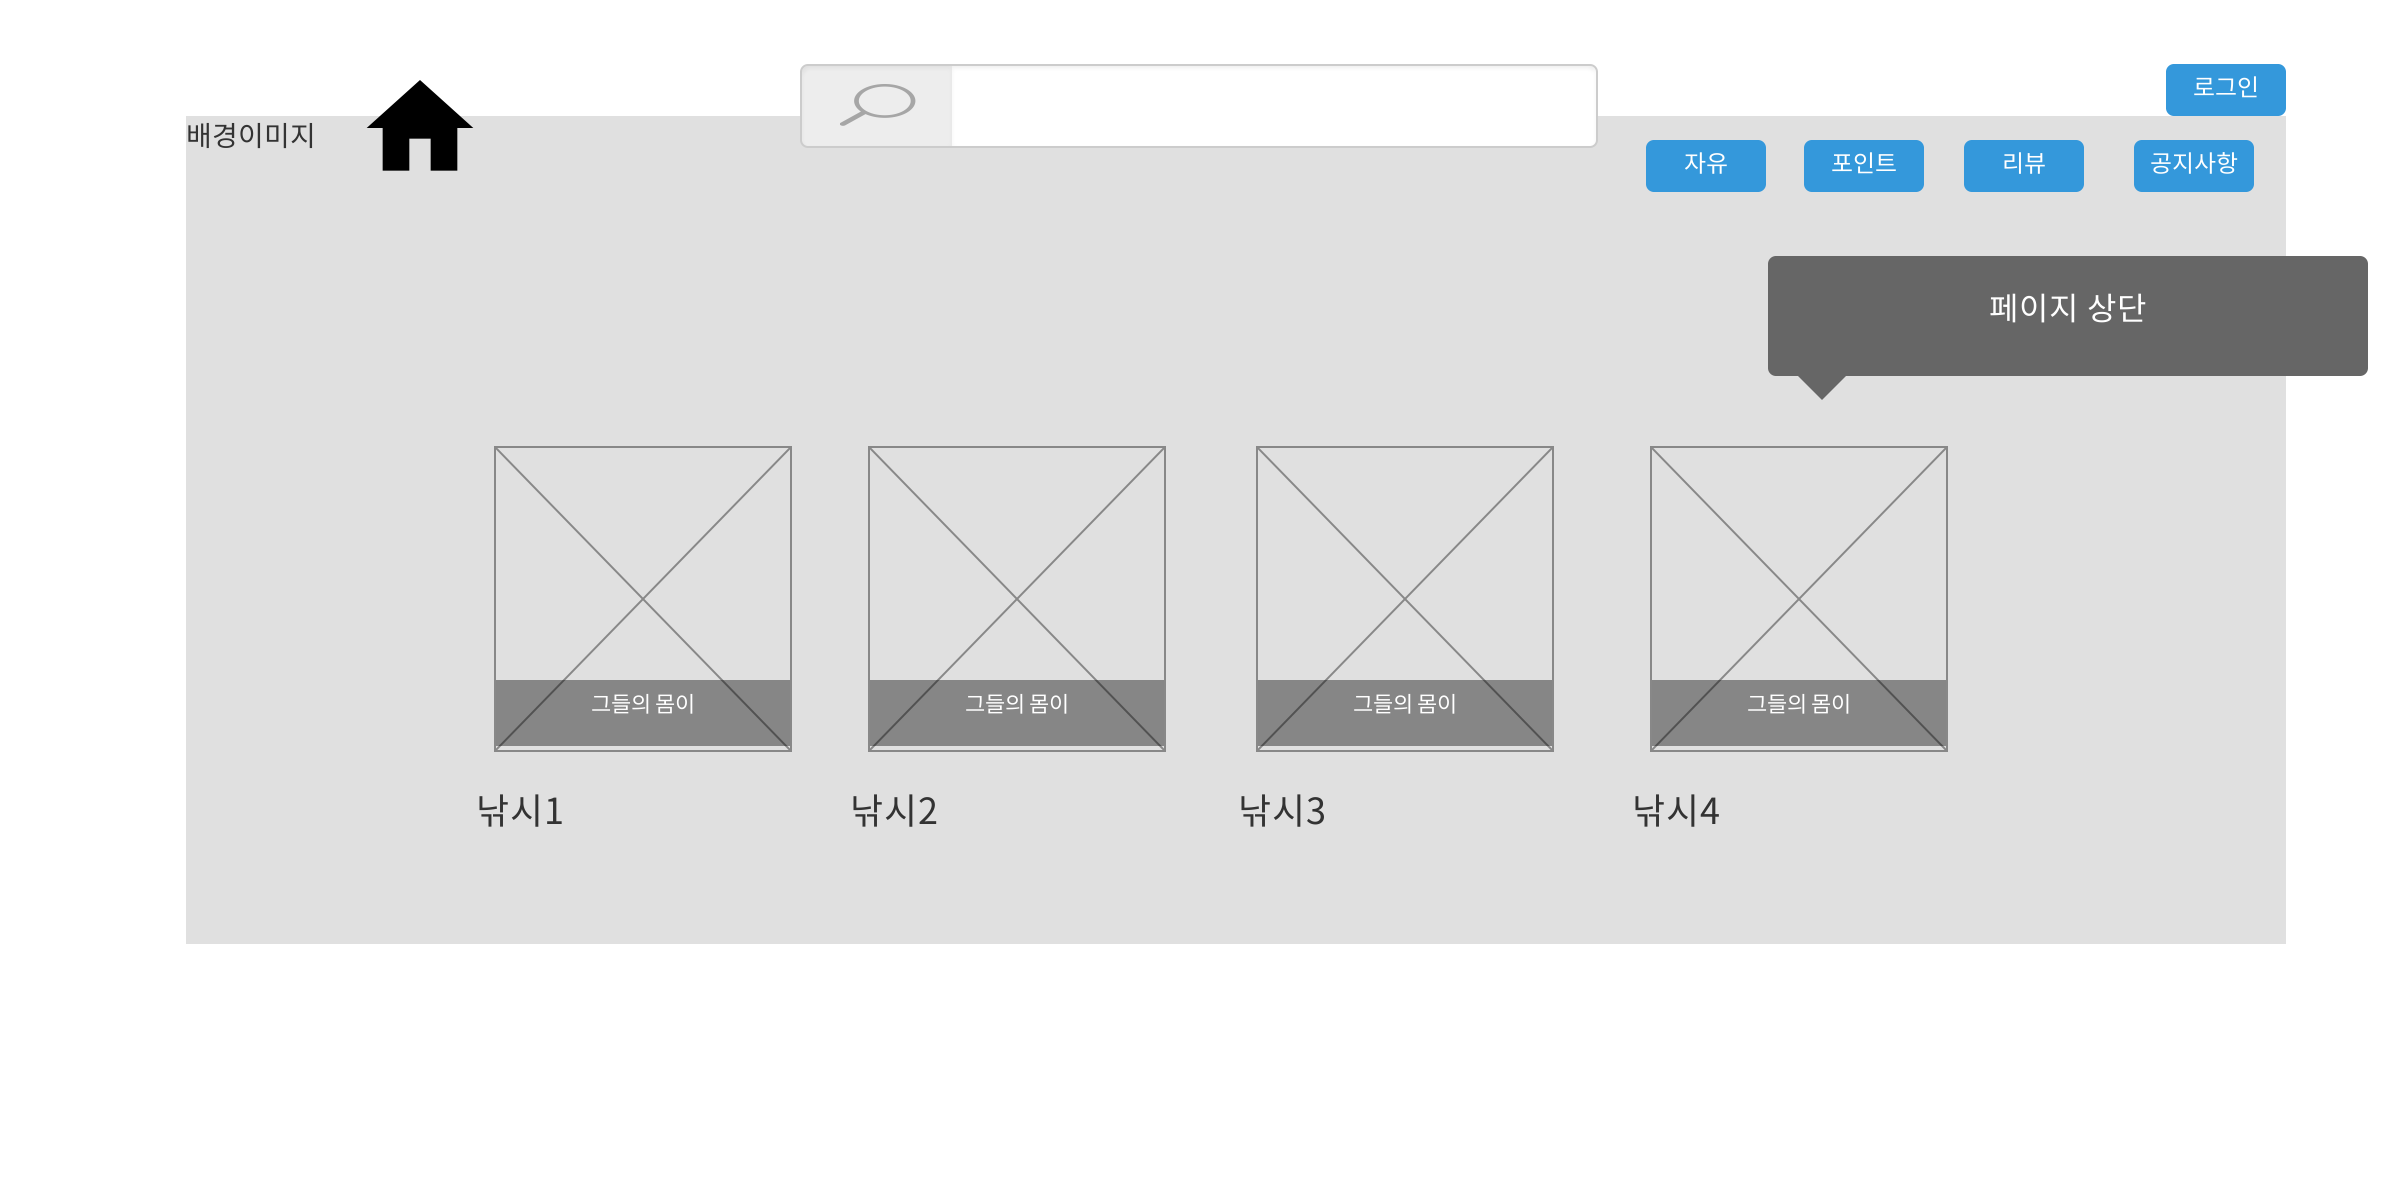 로그인
배경이미지
자유
포인트
리뷰
공지사항
페이지 상단
그들의 몸이
그들의 몸이
그들의 몸이
그들의 몸이
낚시1
낚시2
낚시3
낚시4